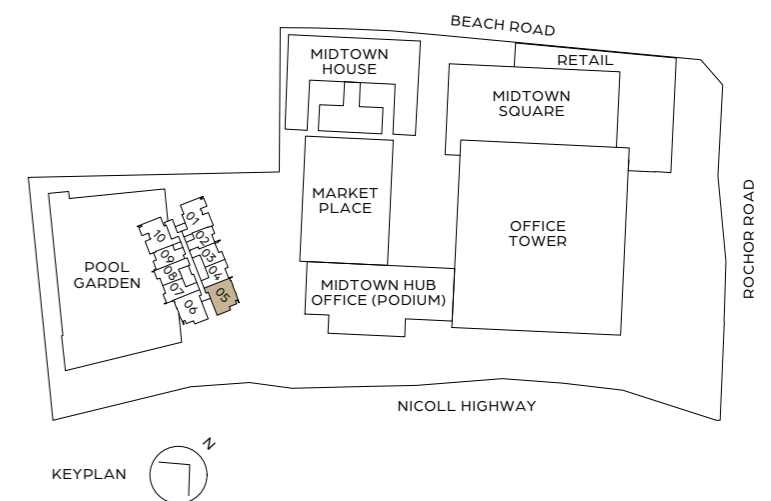 BEACH ROAD
MIDTOWN
HOUSE
RETAIL
MIDTOWN
SQUARE
MARKET
PLACE
OFFICE
TOWER
ROCHOR ROAD
POOL
GARDEN
01
02
03
04
05
10
09
08
07
06
MIDTOWN HUB
OFFICE (PODIUM)
NICOLL HIGHWAY
N
KEYPLAN